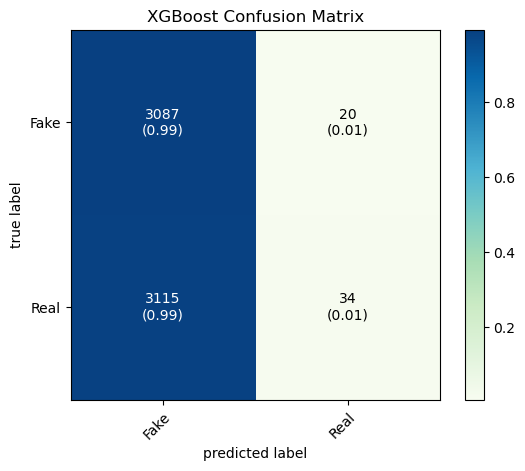 XGBoost Confusion Matrix
true label
Fake
3087
(0.99)
20
(0.01)
Real
3115
(0.99)
34
(0.01)
Fake
Real
predicted label
0.8
0.6
0.4
0.2